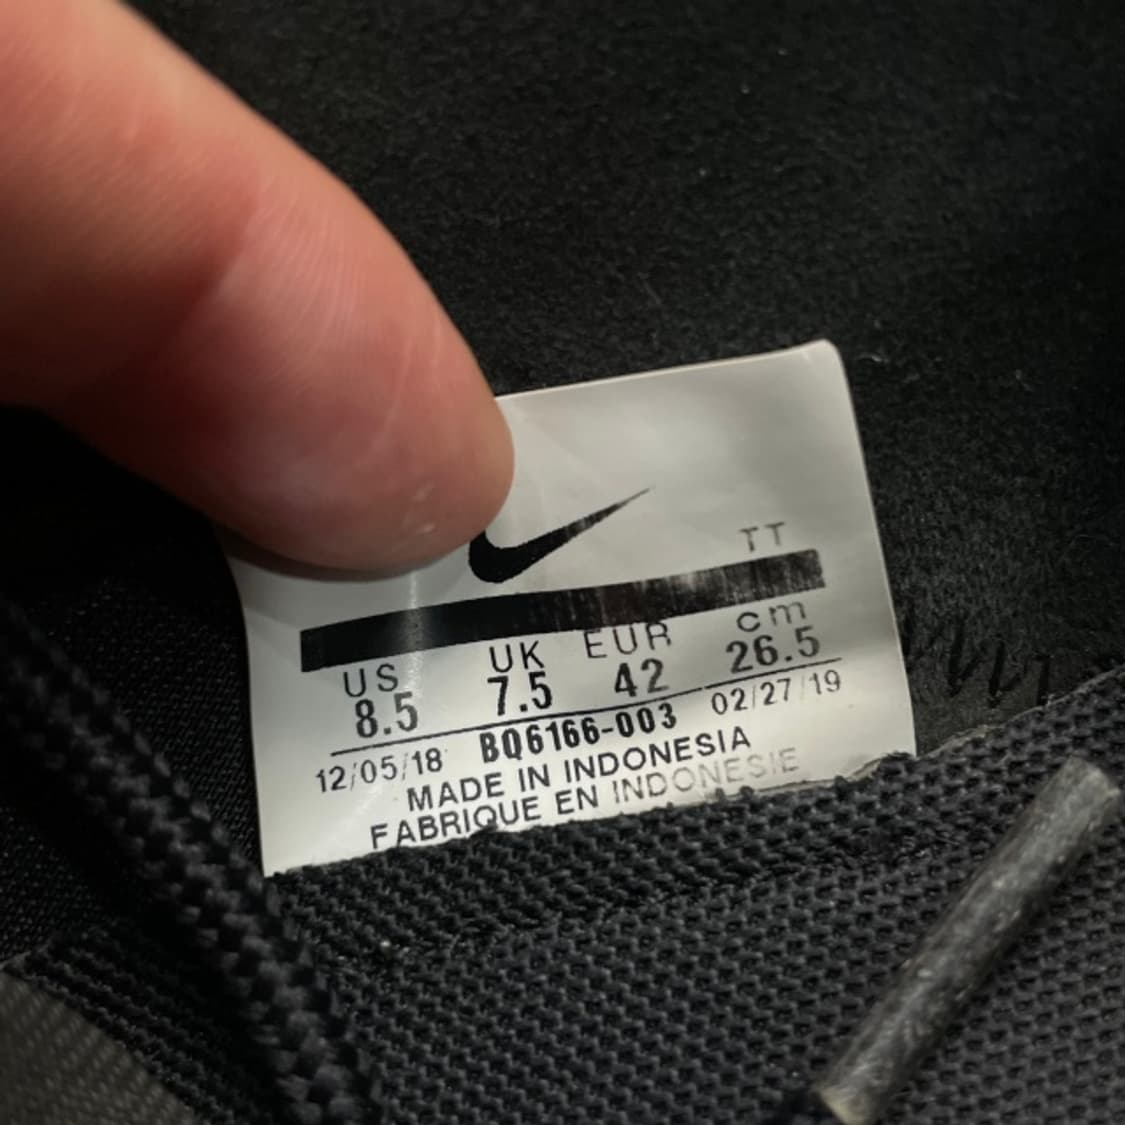 TT
US UK EUR cm
8.5 7.5 42 26.5
12/05/18 BQ6166-003 02/27/19
MADE IN INDONESIA
FABRIQUE EN INDONESIE